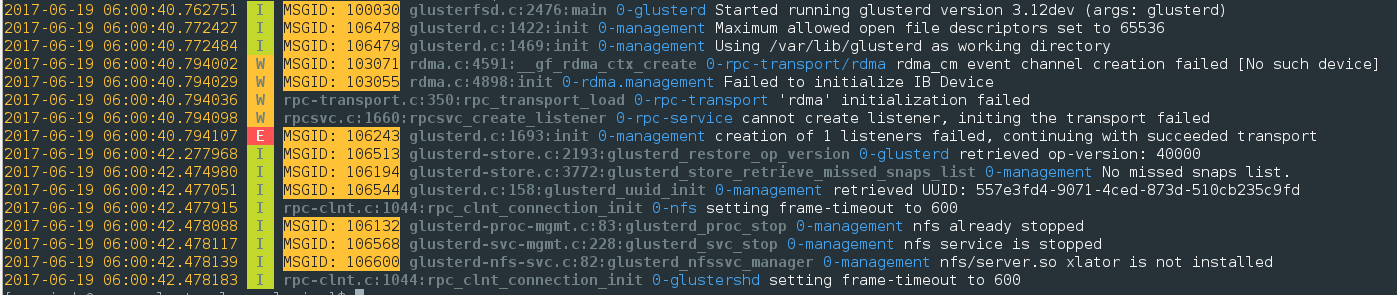 2017-06-19 06:00:40.762751 I MSGID: 100030 glusterfsd.c:2476:main 0-glusterd Started running glusterd version 3.12dev (args: glusterd)
2017-06-19 06:00:40.772427 I MSGID: 106478 glusterd.c:1422:init 0-management Maximum allowed open file descriptors set to 65536
2017-06-19 06:00:40.772484 I MSGID: 106479 glusterd.c:1469:init 0-management Using /var/lib/glusterd as working directory
2017-06-19 06:00:40.794002 W MSGID: 103071 rdma.c:4591:__gf_rdma_ctx_create 0-rpc-transport/rdma rdma_cm event channel creation failed [No such device]
2017-06-19 06:00:40.794029 W MSGID: 103055 rdma.c:4898:init 0-rdma.management Failed to initialize IB Device
2017-06-19 06:00:40.794036 W rpc-transport.c:350:rpc_transport_load 0-rpc-transport 'rdma' initialization failed
2017-06-19 06:00:40.794098 W rpcsvc.c:1660:rpcsvc_create_listener 0-rpc-service cannot create listener, initing the transport failed
2017-06-19 06:00:40.794107 E MSGID: 106243 glusterd.c:1693:init 0-management creation of 1 listeners failed, continuing with succeeded transport
2017-06-19 06:00:42.277968 I MSGID: 106513 glusterd-store.c:2193:glusterd_restore_op_version 0-glusterd retrieved op-version: 40000
2017-06-19 06:00:42.474980 I MSGID: 106194 glusterd-store.c:3772:glusterd_store_retrieve_missed_snaps_list 0-management No missed snaps list.
2017-06-19 06:00:42.477051 I MSGID: 106544 glusterd.c:158:glusterd_uuid_init 0-management retrieved UUID: 557e3fd4-9071-4ced-873d-510cb235c9fd
2017-06-19 06:00:42.477915 I rpc-clnt.c:1044:rpc_clnt_connection_init 0-nfs setting frame-timeout to 600
2017-06-19 06:00:42.478088 I MSGID: 106132 glusterd-proc-mgmt.c:83:glusterd_proc_stop 0-management nfs already stopped
2017-06-19 06:00:42.478117 I MSGID: 106568 glusterd-svc-mgmt.c:228:glusterd_svc_stop 0-management nfs service is stopped
2017-06-19 06:00:42.478139 I MSGID: 106600 glusterd-nfs-svc.c:82:glusterd_nfssvc_manager 0-management nfs/server.so xlator is not installed
2017-06-19 06:00:42.478183 I rpc-clnt.c:1044:rpc_clnt_connection_init 0-glustershd setting frame-timeout to 600